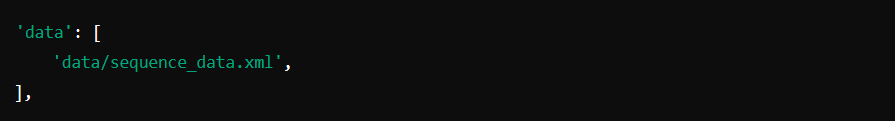 'data': [
    'data/sequence_data.xml',
],